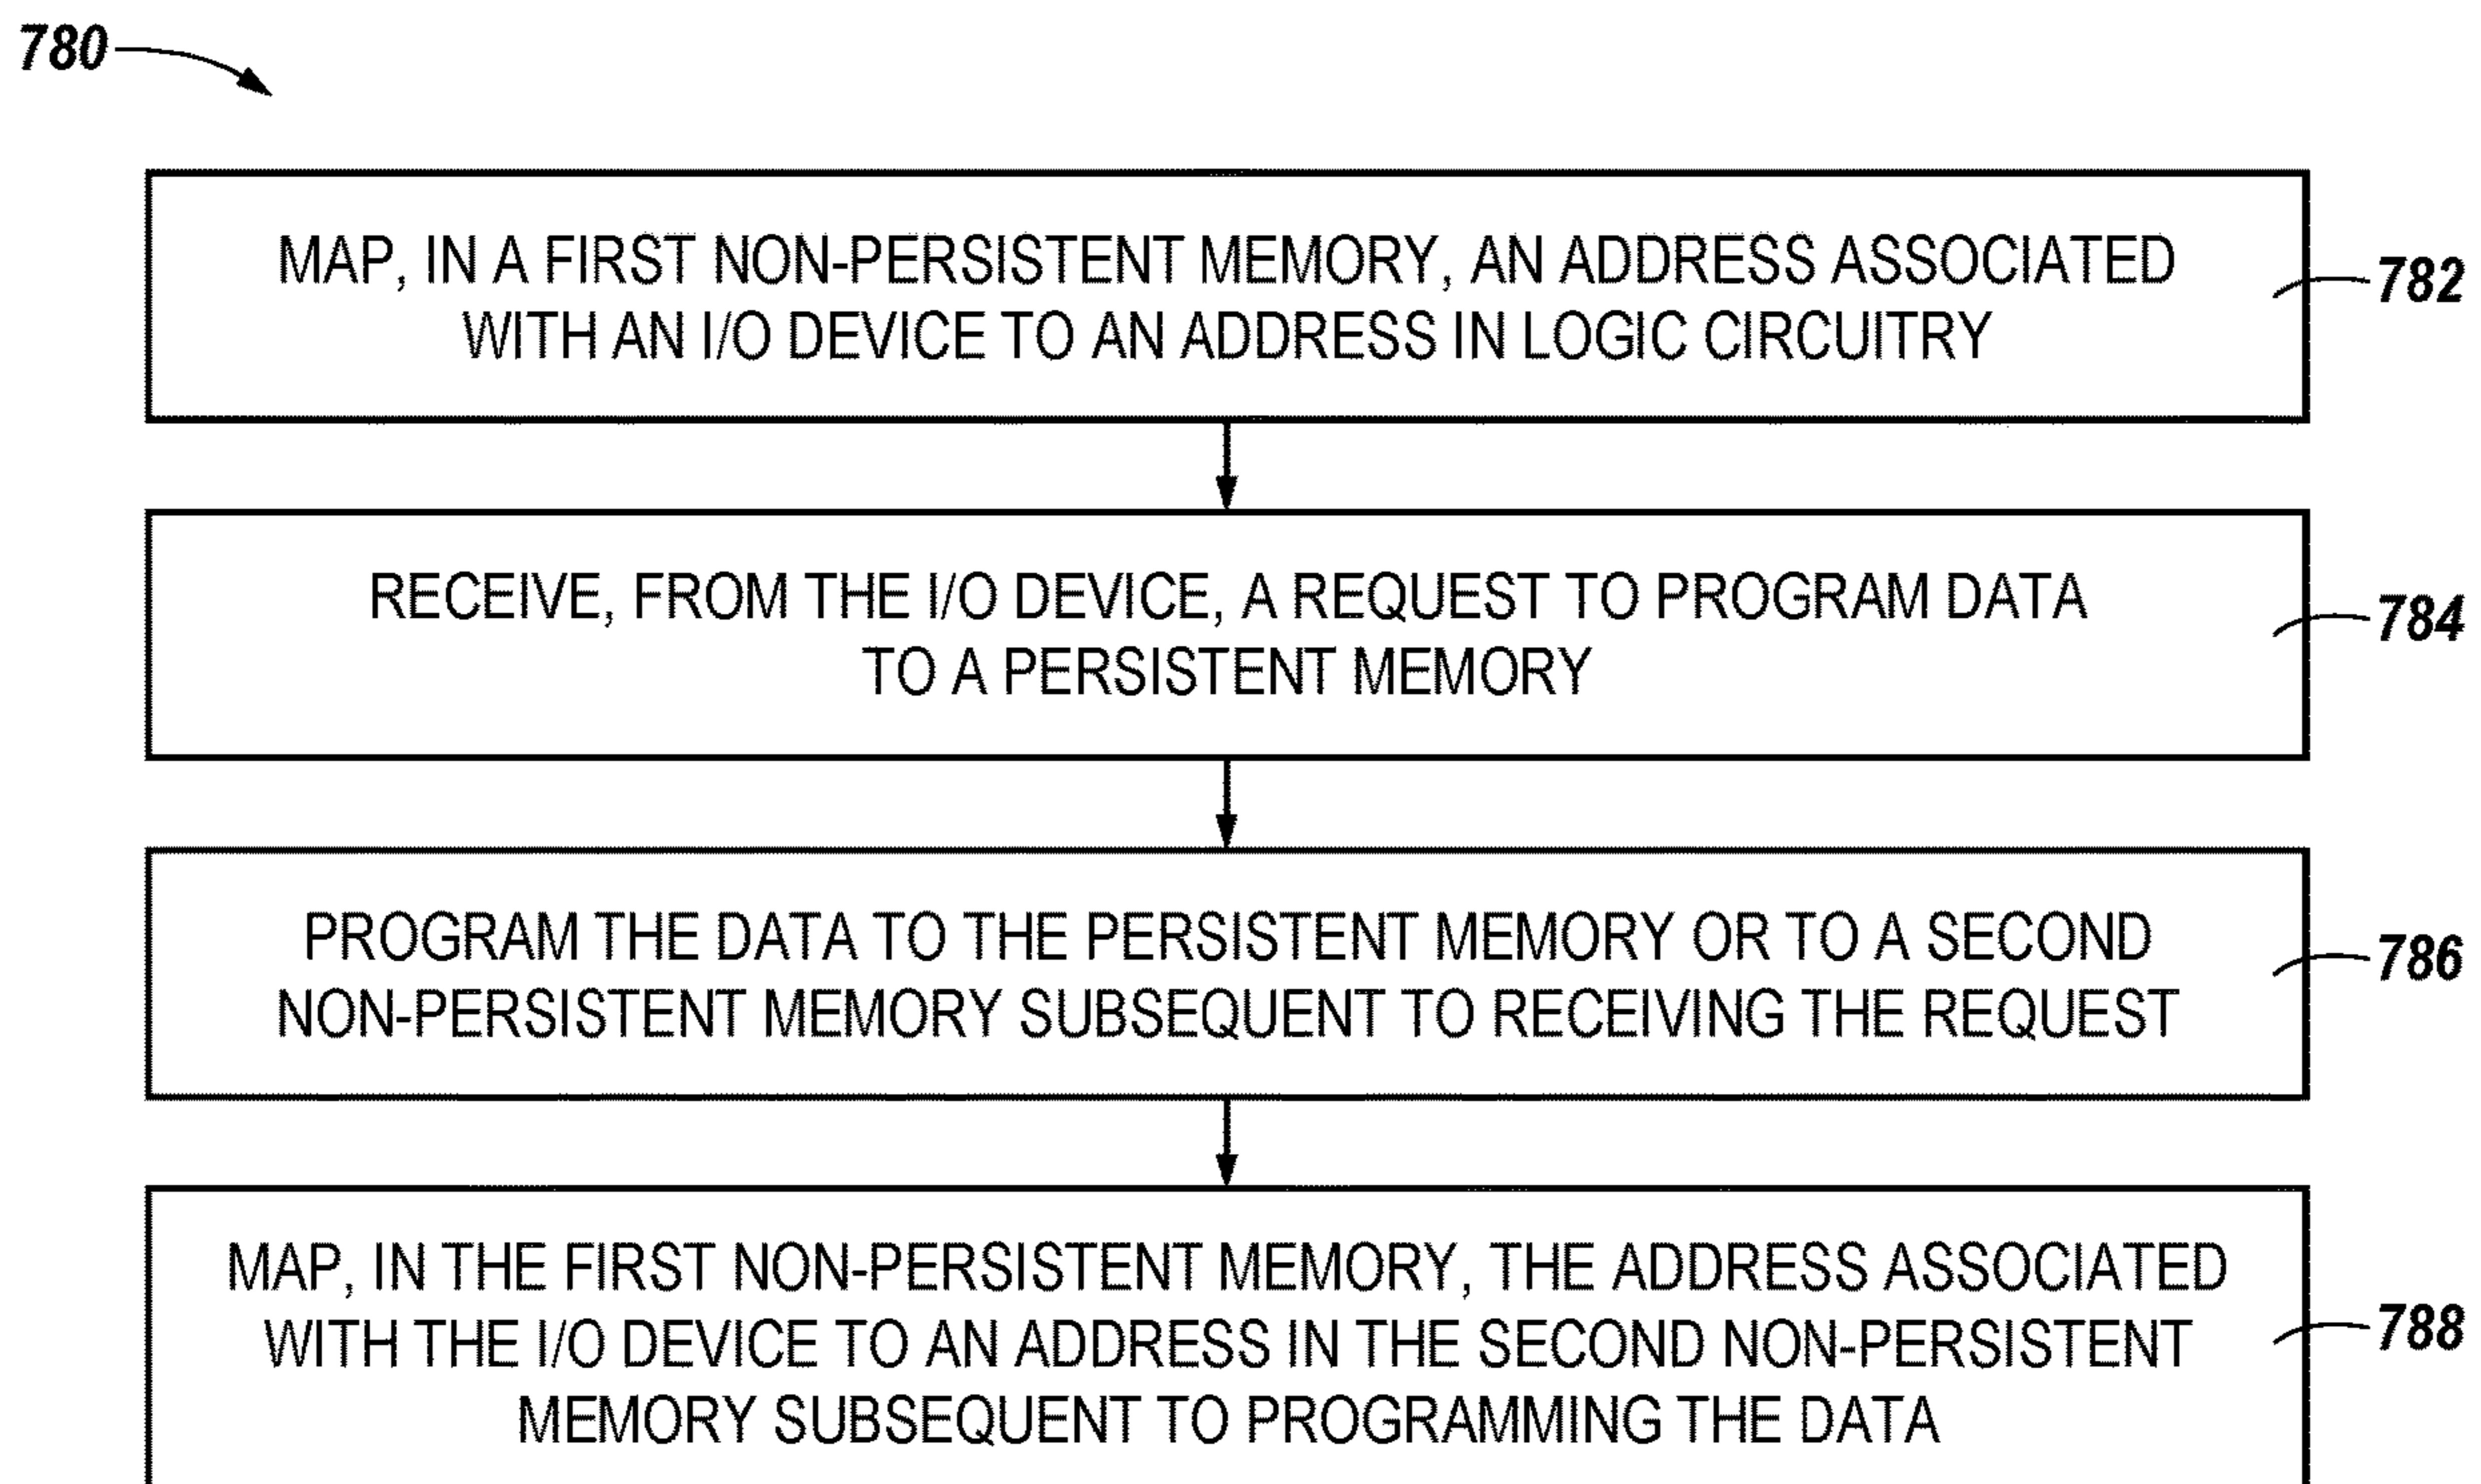 780
MAP, IN A FIRST NON-PERSISTENT MEMORY, AN ADDRESS ASSOCIATED
WITH AN I/O DEVICE TO AN ADDRESS IN LOGIC CIRCUITRY
782
RECEIVE, FROM THE I/O DEVICE, A REQUEST TO PROGRAM DATA
TO A PERSISTENT MEMORY
784
PROGRAM THE DATA TO THE PERSISTENT MEMORY OR TO A SECOND
NON-PERSISTENT MEMORY SUBSEQUENT TO RECEIVING THE REQUEST
786
MAP, IN THE FIRST NON-PERSISTENT MEMORY, THE ADDRESS ASSOCIATED
WITH THE I/O DEVICE TO AN ADDRESS IN THE SECOND NON-PERSISTENT
MEMORY SUBSEQUENT TO PROGRAMMING THE DATA
788